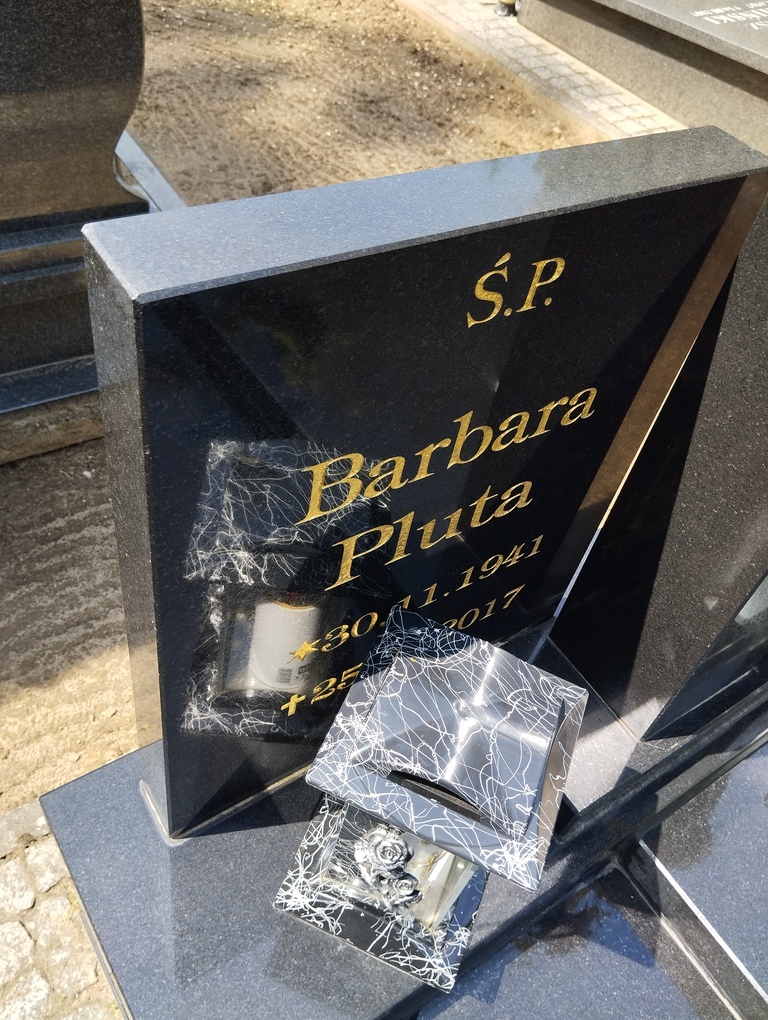 Ś.P.
Barbara
Pluta
★30.11.1941
+25 2017